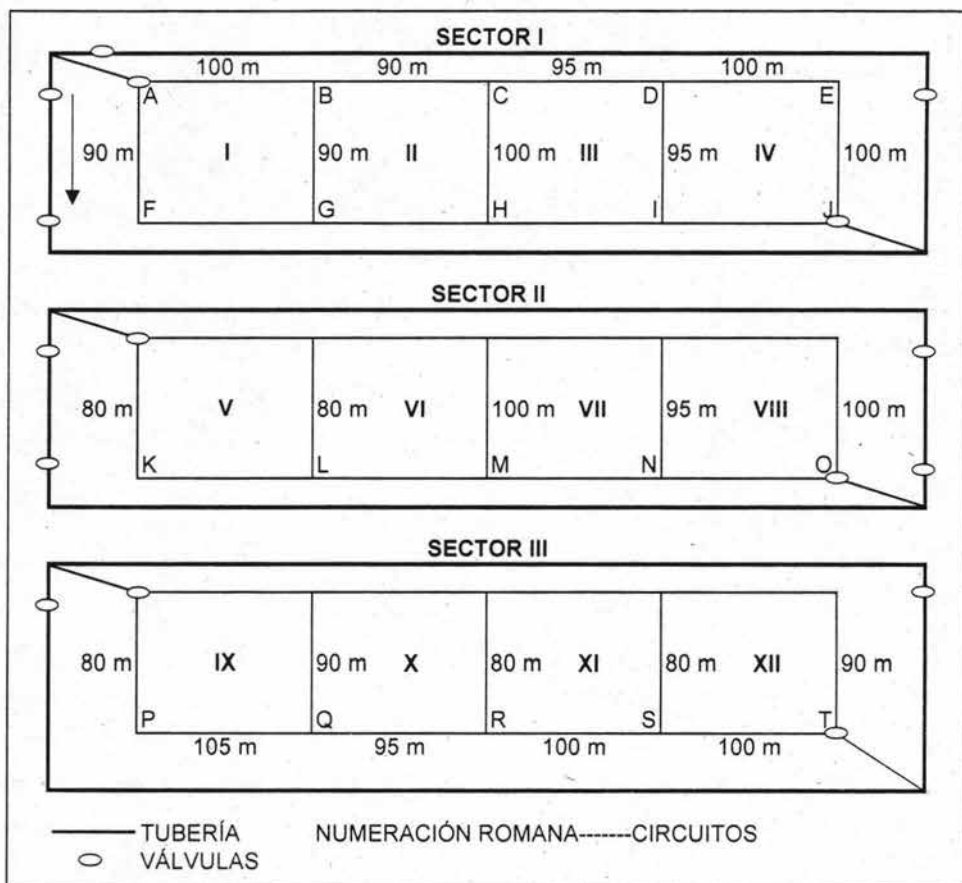 SECTOR I
100 m 90 m 95 m 100 m
A B C D E
90 m I 90 m II 100 m III 95 m IV 100 m
F G H I J
SECTOR II
80 m V 80 m VI 100 m VII 95 m VIII 100 m
K L M N O
SECTOR III
80 m IX 90 m X 80 m XI 80 m XII 90 m
P Q R S T
105 m 95 m 100 m 100 m
TUBERÍA NUMERACIÓN ROMANA-------CIRCUITOS
VÁLVULAS